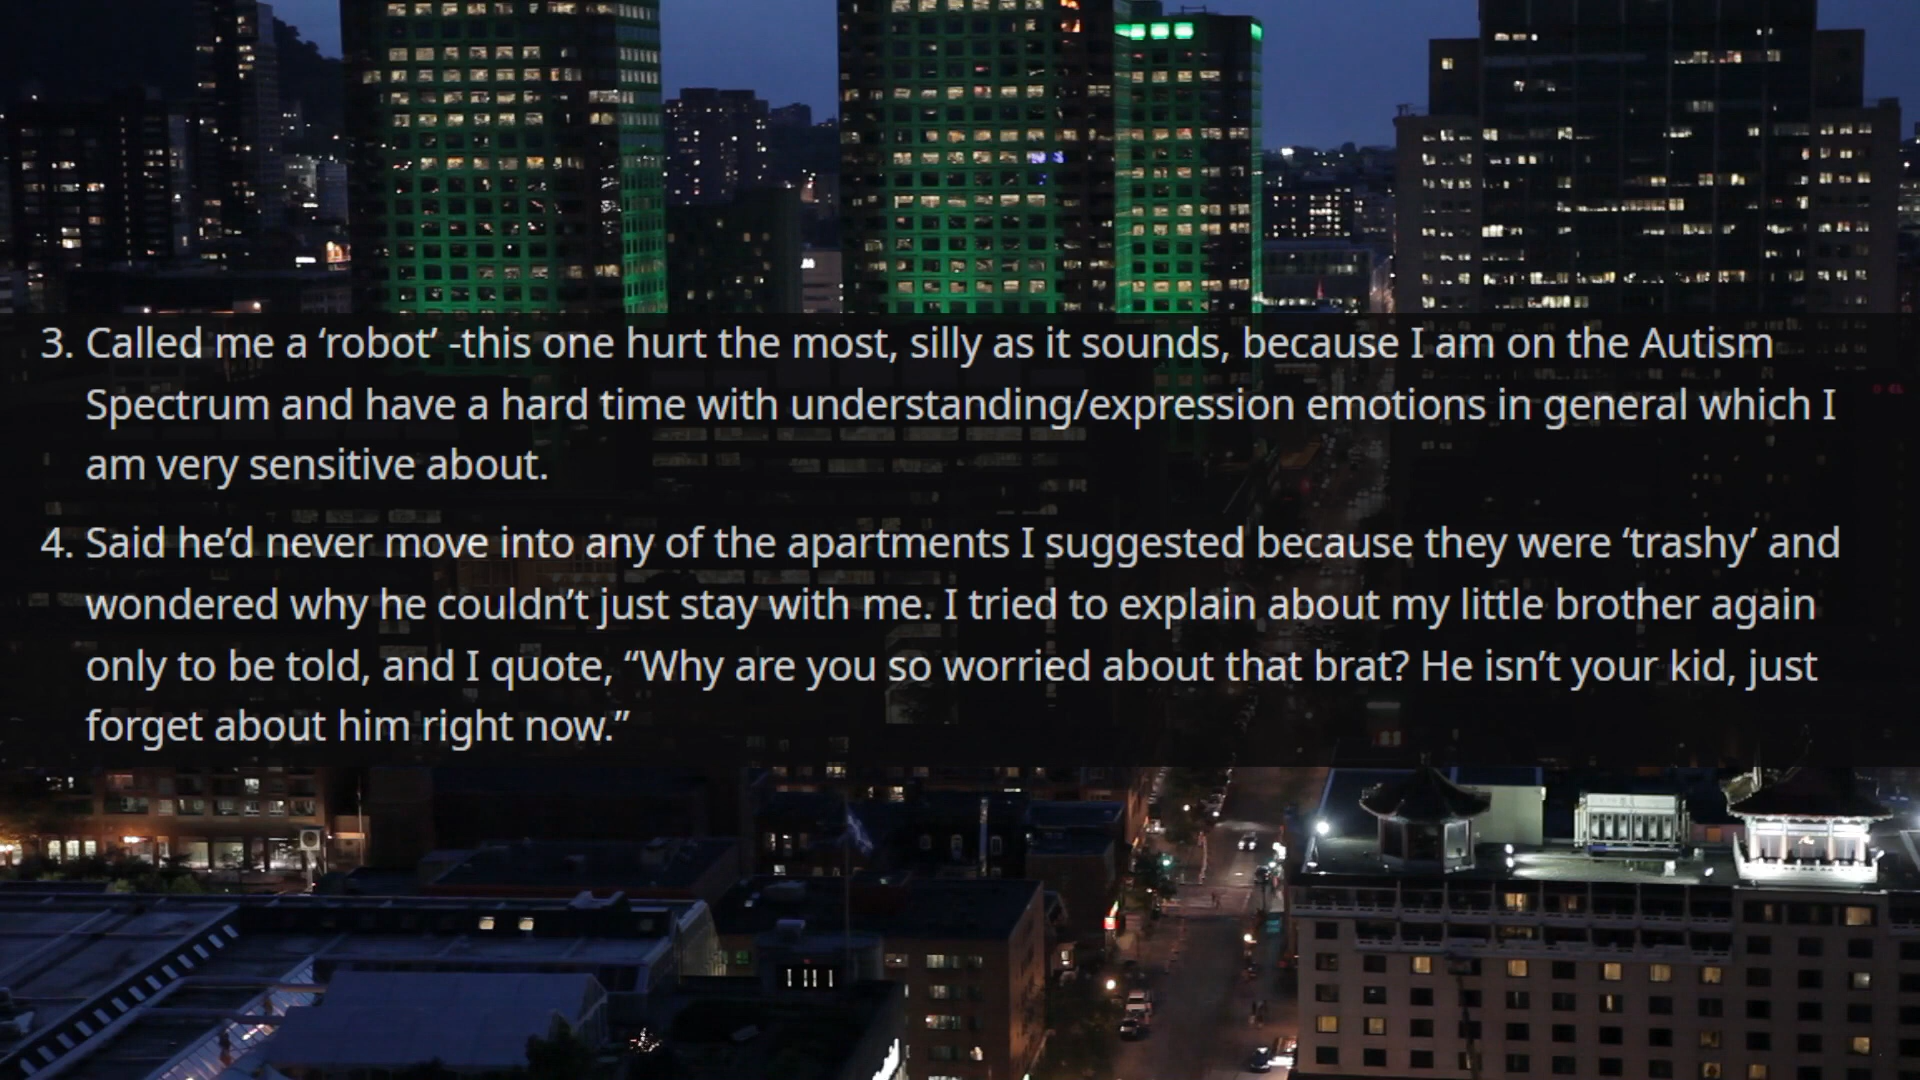 3. Called me a ‘robot’ -this one hurt the most, silly as it sounds, because I am on the Autism
Spectrum and have a hard time with understanding/expression emotions in general which I
am very sensitive about.
4. Said he’d never move into any of the apartments I suggested because they were ‘trashy’ and
wondered why he couldn’t just stay with me. I tried to explain about my little brother again
only to be told, and I quote, “Why are you so worried about that brat? He isn’t your kid, just
forget about him right now.”